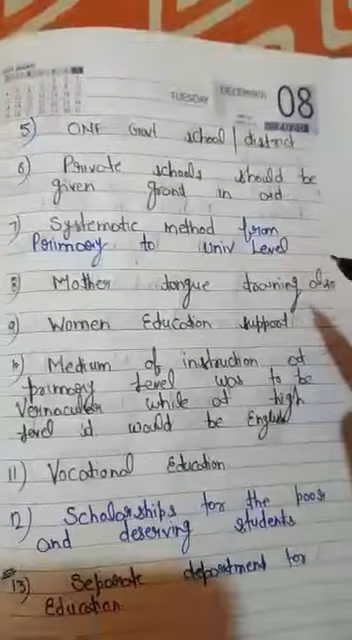 TUESDAY DECEMBER 08
5) ONE Govt school / district
6) Private schools should be
given grant in aid
7) Systematic method from
Primary to univ Level
8) Mother tongue training also
9) Women Education support
10) Medium of instruction at
primary level was to be
Vernacular while at high
level it would be English
11) Vocational Education
12) Scholarships for the poor
and deserving students
13) Separate department for
Education